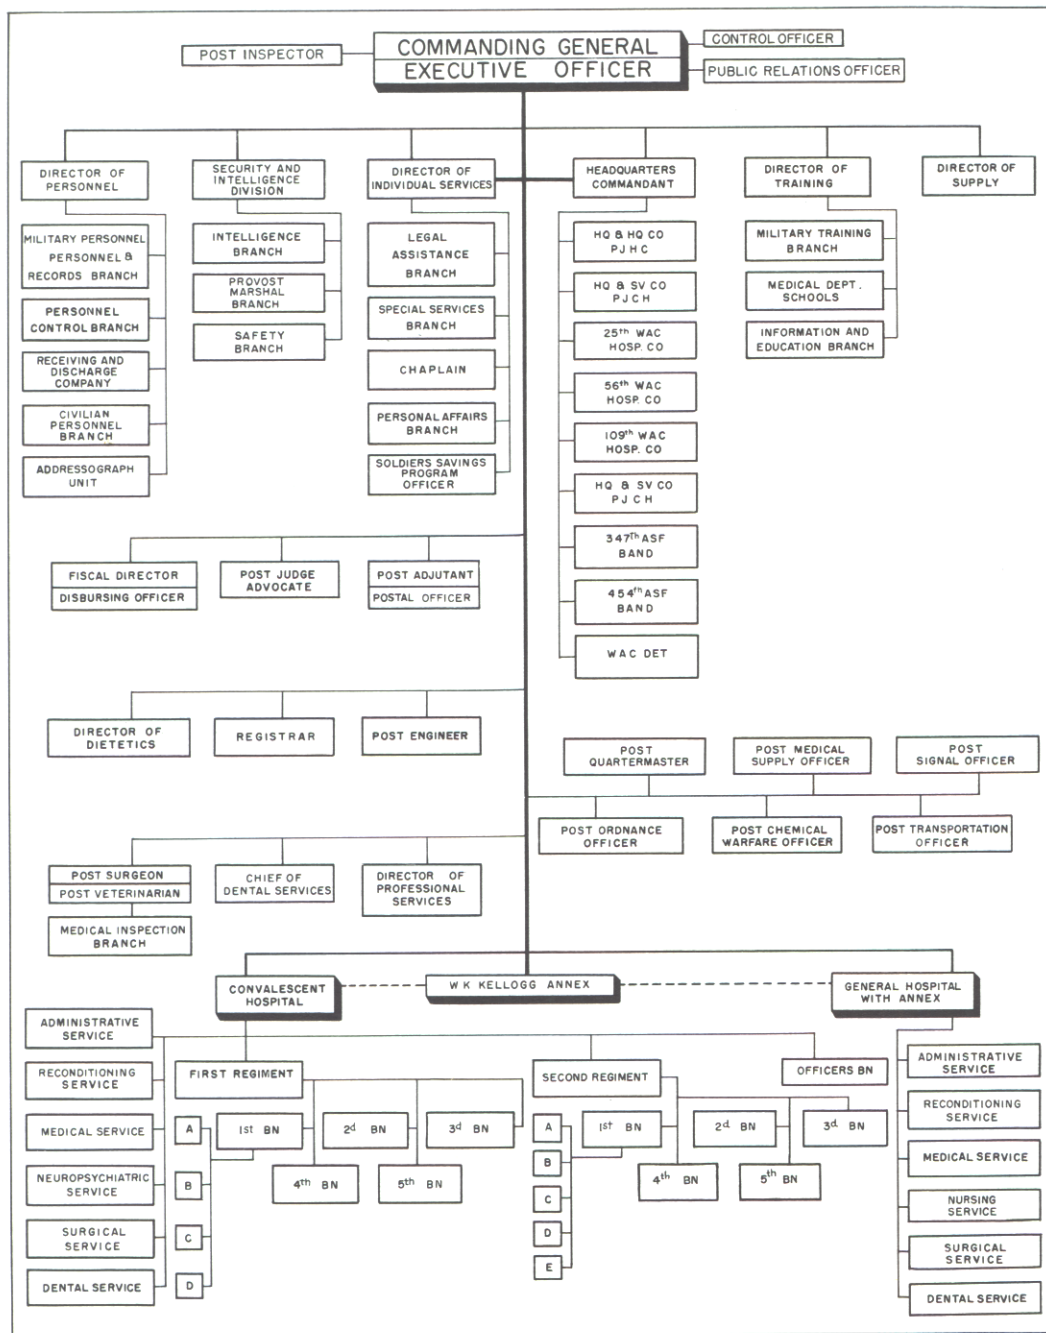 POST INSPECTOR
COMMANDING GENERAL
EXECUTIVE OFFICER
CONTROL OFFICER
PUBLIC RELATIONS OFFICER
DIRECTOR OF
PERSONNEL
SECURITY AND
INTELLIGENCE
DIVISION
DIRECTOR OF
INDIVIDUAL SERVICES
HEADQUARTERS
COMMANDANT
DIRECTOR OF
TRAINING
DIRECTOR OF
SUPPLY
MILITARY PERSONNEL
PERSONNEL &
RECORDS BRANCH
PERSONNEL
CONTROL BRANCH
RECEIVING AND
DISCHARGE
COMPANY
CIVILIAN
PERSONNEL
BRANCH
ADDRESSOGRAPH
UNIT
INTELLIGENCE
BRANCH
PROVOST
MARSHAL
BRANCH
SAFETY
BRANCH
LEGAL
ASSISTANCE
BRANCH
SPECIAL SERVICES
BRANCH
CHAPLAIN
PERSONAL AFFAIRS
BRANCH
SOLDIERS SAVINGS
PROGRAM
OFFICER
HQ & HQ CO
PJHC
HQ & SV CO
PJCH
25th WAC
HOSP. CO
56th WAC
HOSP. CO
109th WAC
HOSP. CO
HQ & SV CO
PJCH
347Th ASF
BAND
454th ASF
BAND
WAC DET
MILITARY TRAINING
BRANCH
MEDICAL DEPT.
SCHOOLS
INFORMATION AND
EDUCATION BRANCH
FISCAL DIRECTOR
DISBURSING OFFICER
POST JUDGE
ADVOCATE
POST ADJUTANT
POSTAL OFFICER
DIRECTOR OF
DIETETICS
REGISTRAR
POST ENGINEER
POST
QUARTERMASTER
POST MEDICAL
SUPPLY OFFICER
POST
SIGNAL OFFICER
POST ORDNANCE
OFFICER
POST CHEMICAL
WARFARE OFFICER
POST TRANSPORTATION
OFFICER
POST SURGEON
POST VETERINARIAN
MEDICAL INSPECTION
BRANCH
CHIEF OF
DENTAL SERVICES
DIRECTOR OF
PROFESSIONAL
SERVICES
CONVALESCENT
HOSPITAL
WK KELLOGG ANNEX
GENERAL HOSPITAL
WITH ANNEX
ADMINISTRATIVE
SERVICE
RECONDITIONING
SERVICE
MEDICAL SERVICE
NEUROPSYCHIATRIC
SERVICE
SURGICAL
SERVICE
DENTAL SERVICE
FIRST REGIMENT
A
B
C
D
1st BN
2d BN
3d BN
4th BN
5th BN
SECOND REGIMENT
A
B
C
D
E
1st BN
2d BN
3d BN
4th BN
5th BN
OFFICERS BN
ADMINISTRATIVE
SERVICE
RECONDITIONING
SERVICE
MEDICAL SERVICE
NURSING
SERVICE
SURGICAL
SERVICE
DENTAL SERVICE